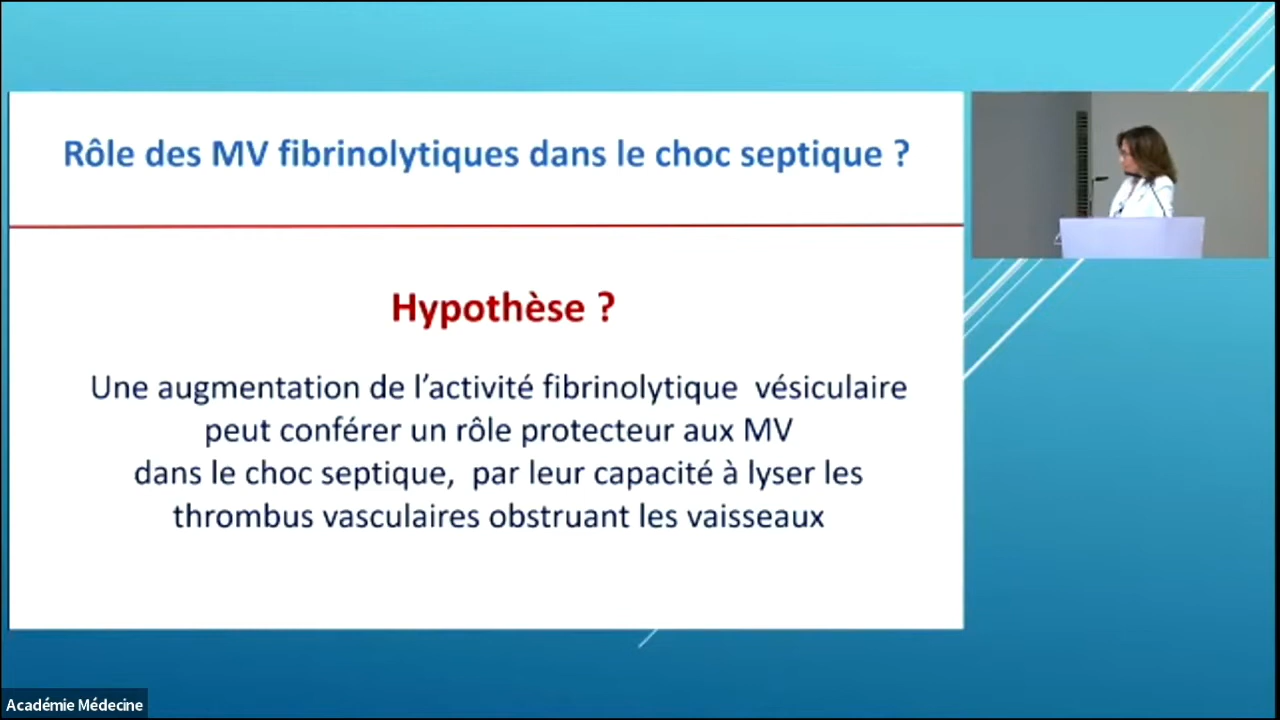 Rôle des MV fibrinolytiques dans le choc septique ?
Hypothèse ?
Une augmentation de l’activité fibrinolytique  vésiculaire
peut conférer un rôle protecteur aux MV
dans le choc septique,  par leur capacité à lyser les
thrombus vasculaires obstruant les vaisseaux
Académie Médecine